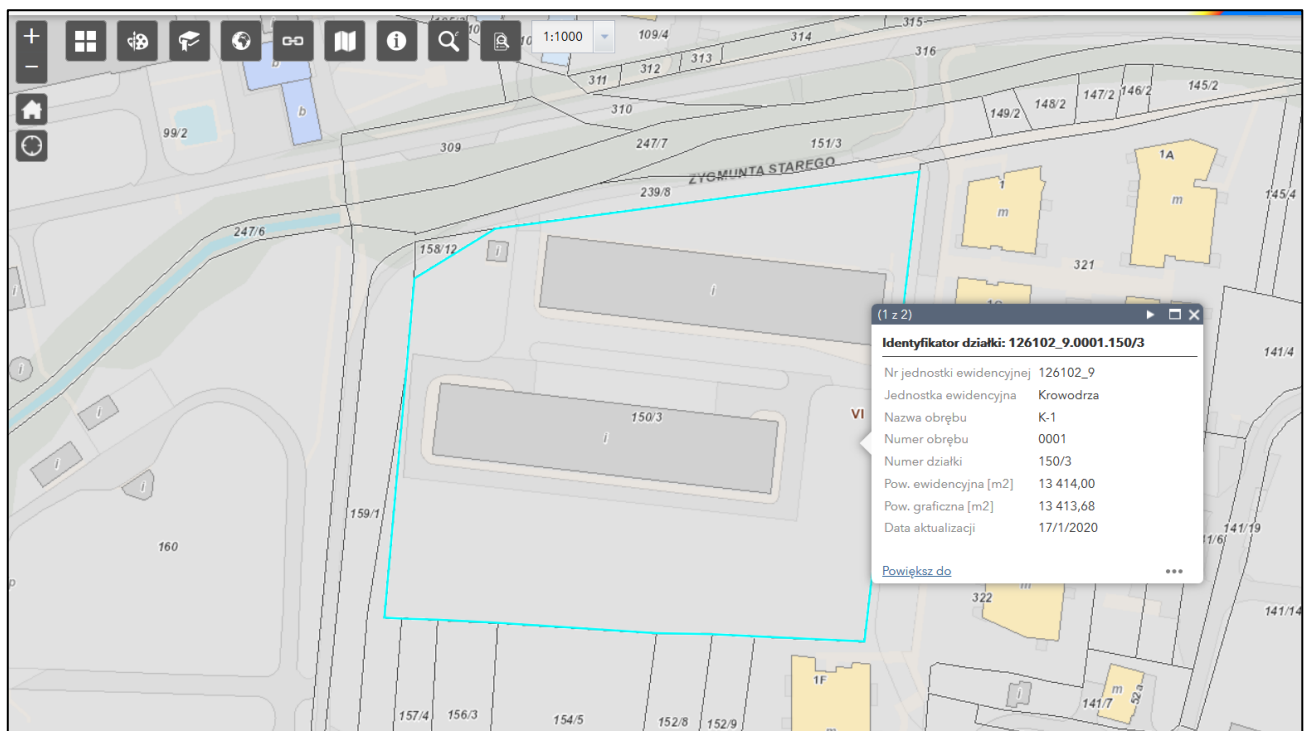 315
109/4
314
1:1000
316
313
312
311
145/2
146/2
147/2
148/2
149/2
310
b
b
99/2
309
247/7
151/3
ZYGMUNTA STAREGO
1A
239/8
1
m
m
145/4
247/6
158/12
i
321
i
i
(1 z 2)
Identyfikator działki: 126102_9.0001.150/3
Nr jednostki ewidencyjnej 126102_9
Jednostka ewidencyjna Krowodrza
Nazwa obrębu K-1
Numer obrębu 0001
Numer działki 150/3
Pow. ewidencyjna [m2] 13 414,00
Pow. graficzna [m2] 13 413,68
Data aktualizacji 17/1/2020
Powiększ do
141/4
i
i
VI
150/3
i
i
i
159/1
141/19
160
m
322
141/14
1F
m
i
m
52a
141/7
157/4
156/3
154/5
152/8
152/9
m